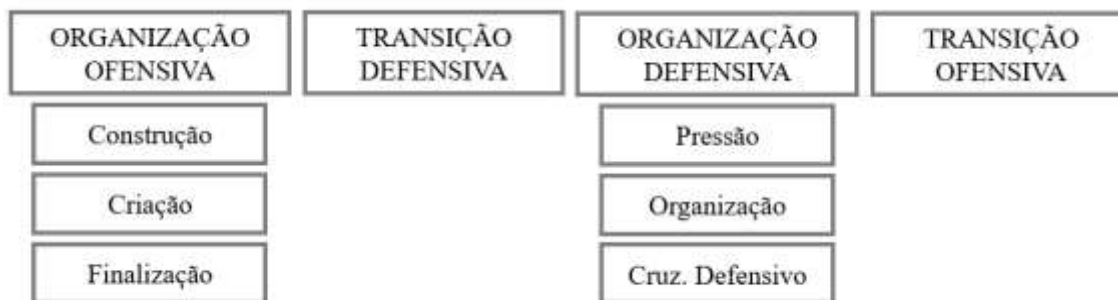 ORGANIZAÇÃO
OFENSIVA
TRANSIÇÃO
DEFENSIVA
ORGANIZAÇÃO
DEFENSIVA
TRANSIÇÃO
OFENSIVA
Construção
Pressão
Criação
Organização
Finalização
Cruz. Defensivo